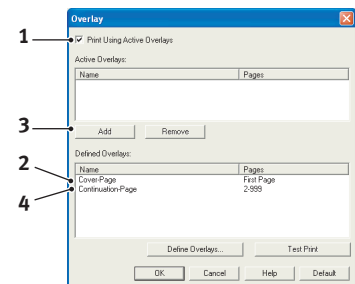 Overlay
1
Print Using Active Overlays
Active Overlays:
Name Pages
3
Add Remove
Defined Overlays:
Name Pages
2
Cover-Page First Page
4
Continuation-Page 2-999
Define Overlays... Test Print
OK Cancel Help Default